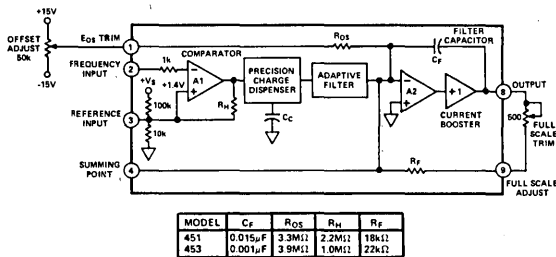 +15V
OFFSET
ADJUST
50k
-15V
EOS TRIM
1
FREQUENCY
INPUT
2
1k
COMPARATOR
A1
+VS
+1.4V
100k
REFERENCE
INPUT
3
10k
RH
PRECISION
CHARGE
DISPENSER
CC
ADAPTIVE
FILTER
ROS
FILTER
CAPACITOR
CF
A2
+1
CURRENT
BOOSTER
8
OUTPUT
500
FULL
SCALE
TRIM
SUMMING
POINT
4
RF
9
FULL SCALE
ADJUST
MODEL CF ROS RH RF
451 0.015µF 3.3MΩ 2.2MΩ 18kΩ
453 0.001µF 3.9MΩ 1.0MΩ 22kΩ